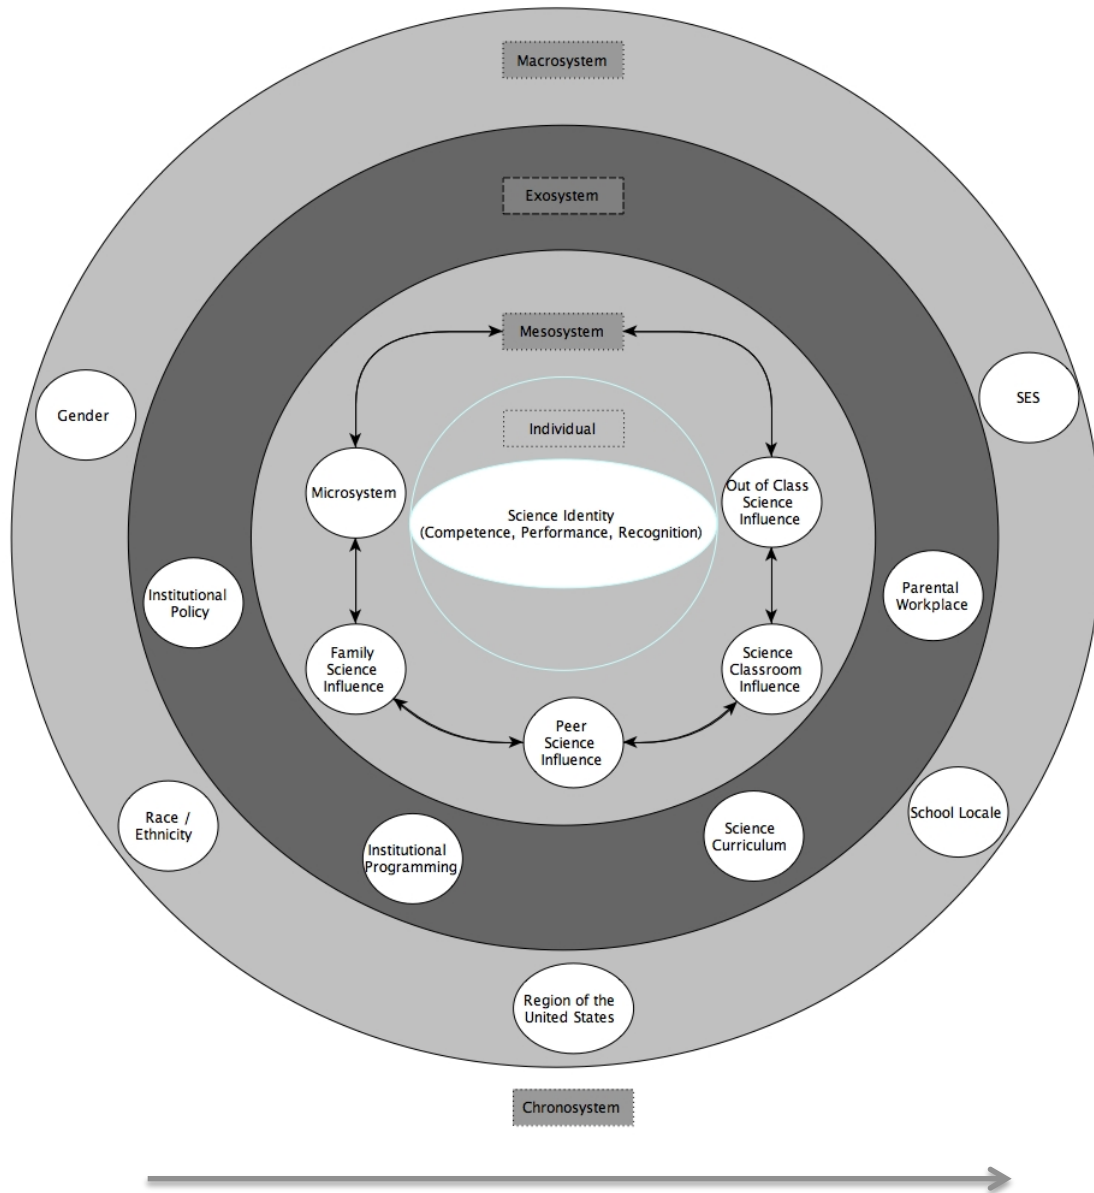 Macrosystem
Exosystem
Mesosystem
Individual
Gender
SES
Microsystem
Out of Class
Science
Influence
Science Identity
(Competence, Performance, Recognition)
Institutional
Policy
Parental
Workplace
Family
Science
Influence
Science
Classroom
Influence
Peer
Science
Influence
Race /
Ethnicity
School Locale
Institutional
Programming
Science
Curriculum
Region of the
United States
Chronosystem